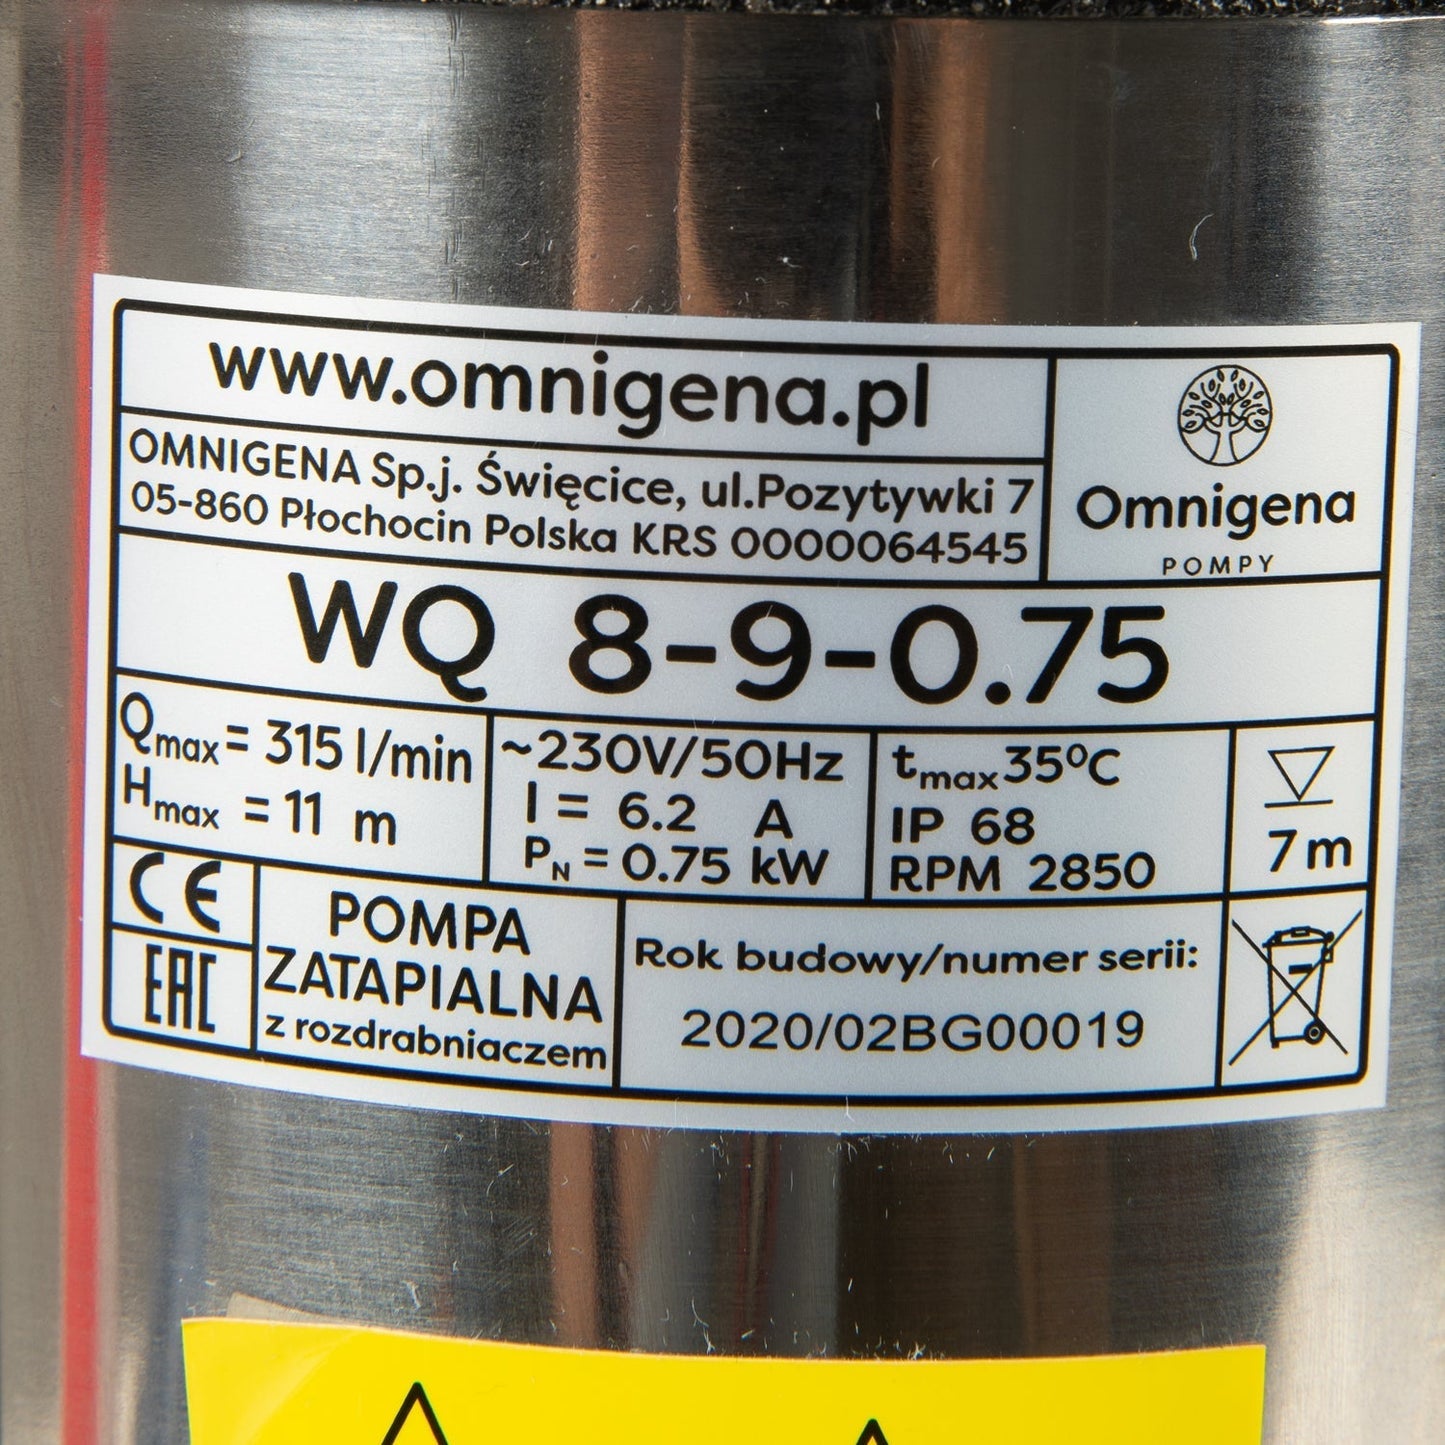 www.omnigena.pl
OMNIGENA Sp.j. Święcice, ul.Pozytywki 7
05-860 Płochocin Polska KRS 0000064545
Omnigena
POMPY
WQ 8-9-0.75
Qmax = 315 l/min
Hmax = 11 m
~230V/50Hz
I = 6.2 A
PN = 0.75 kW
tmax 35°C
IP 68
RPM 2850
7m
CE
EAC
POMPA
ZATAPIALNA
z rozdrabniaczem
Rok budowy/numer serii:
2020/02BG00019